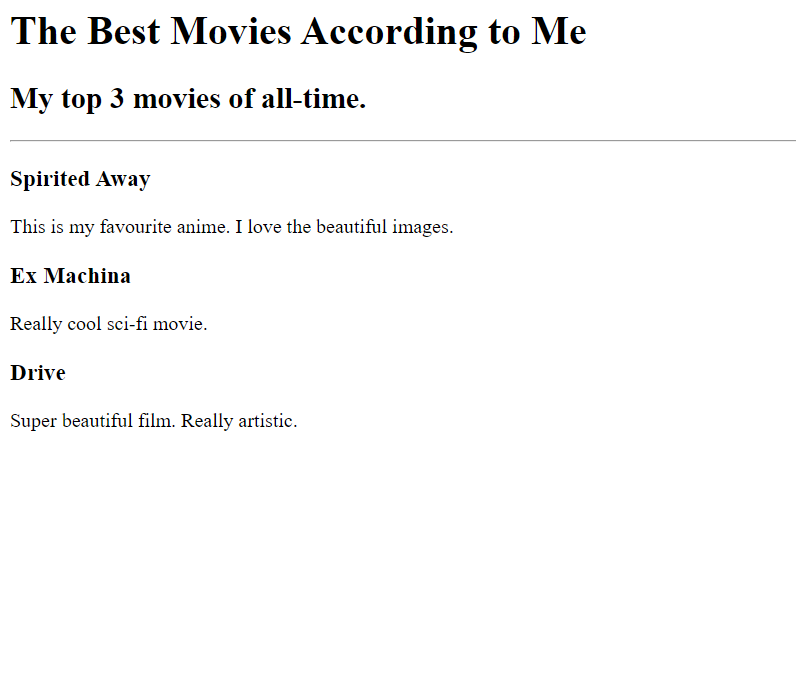 The Best Movies According to Me
My top 3 movies of all-time.
Spirited Away
This is my favourite anime. I love the beautiful images.
Ex Machina
Really cool sci-fi movie.
Drive
Super beautiful film. Really artistic.